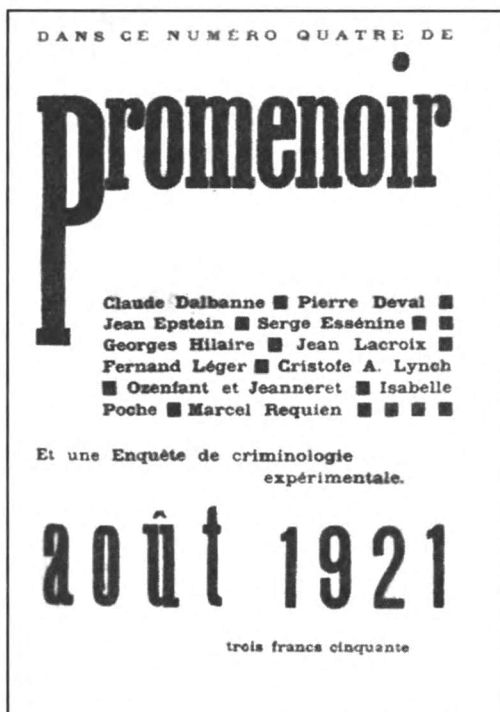 DANS CE NUMÉRO QUATRE DE
Promenoir
Claude Dalbanne ■ Pierre Deval ■
Jean Epstein ■ Serge Essénine ■ ■
Georges Hilaire ■ Jean Lacroix ■
Fernand Léger ■ Cristofe A. Lynch
■ Ozenfant et Jeanneret ■ Isabelle
Poche ■ Marcel Requien ■ ■ ■ ■
Et une Enquête de criminologie
expérimentale.
août 1921
trois francs cinquante